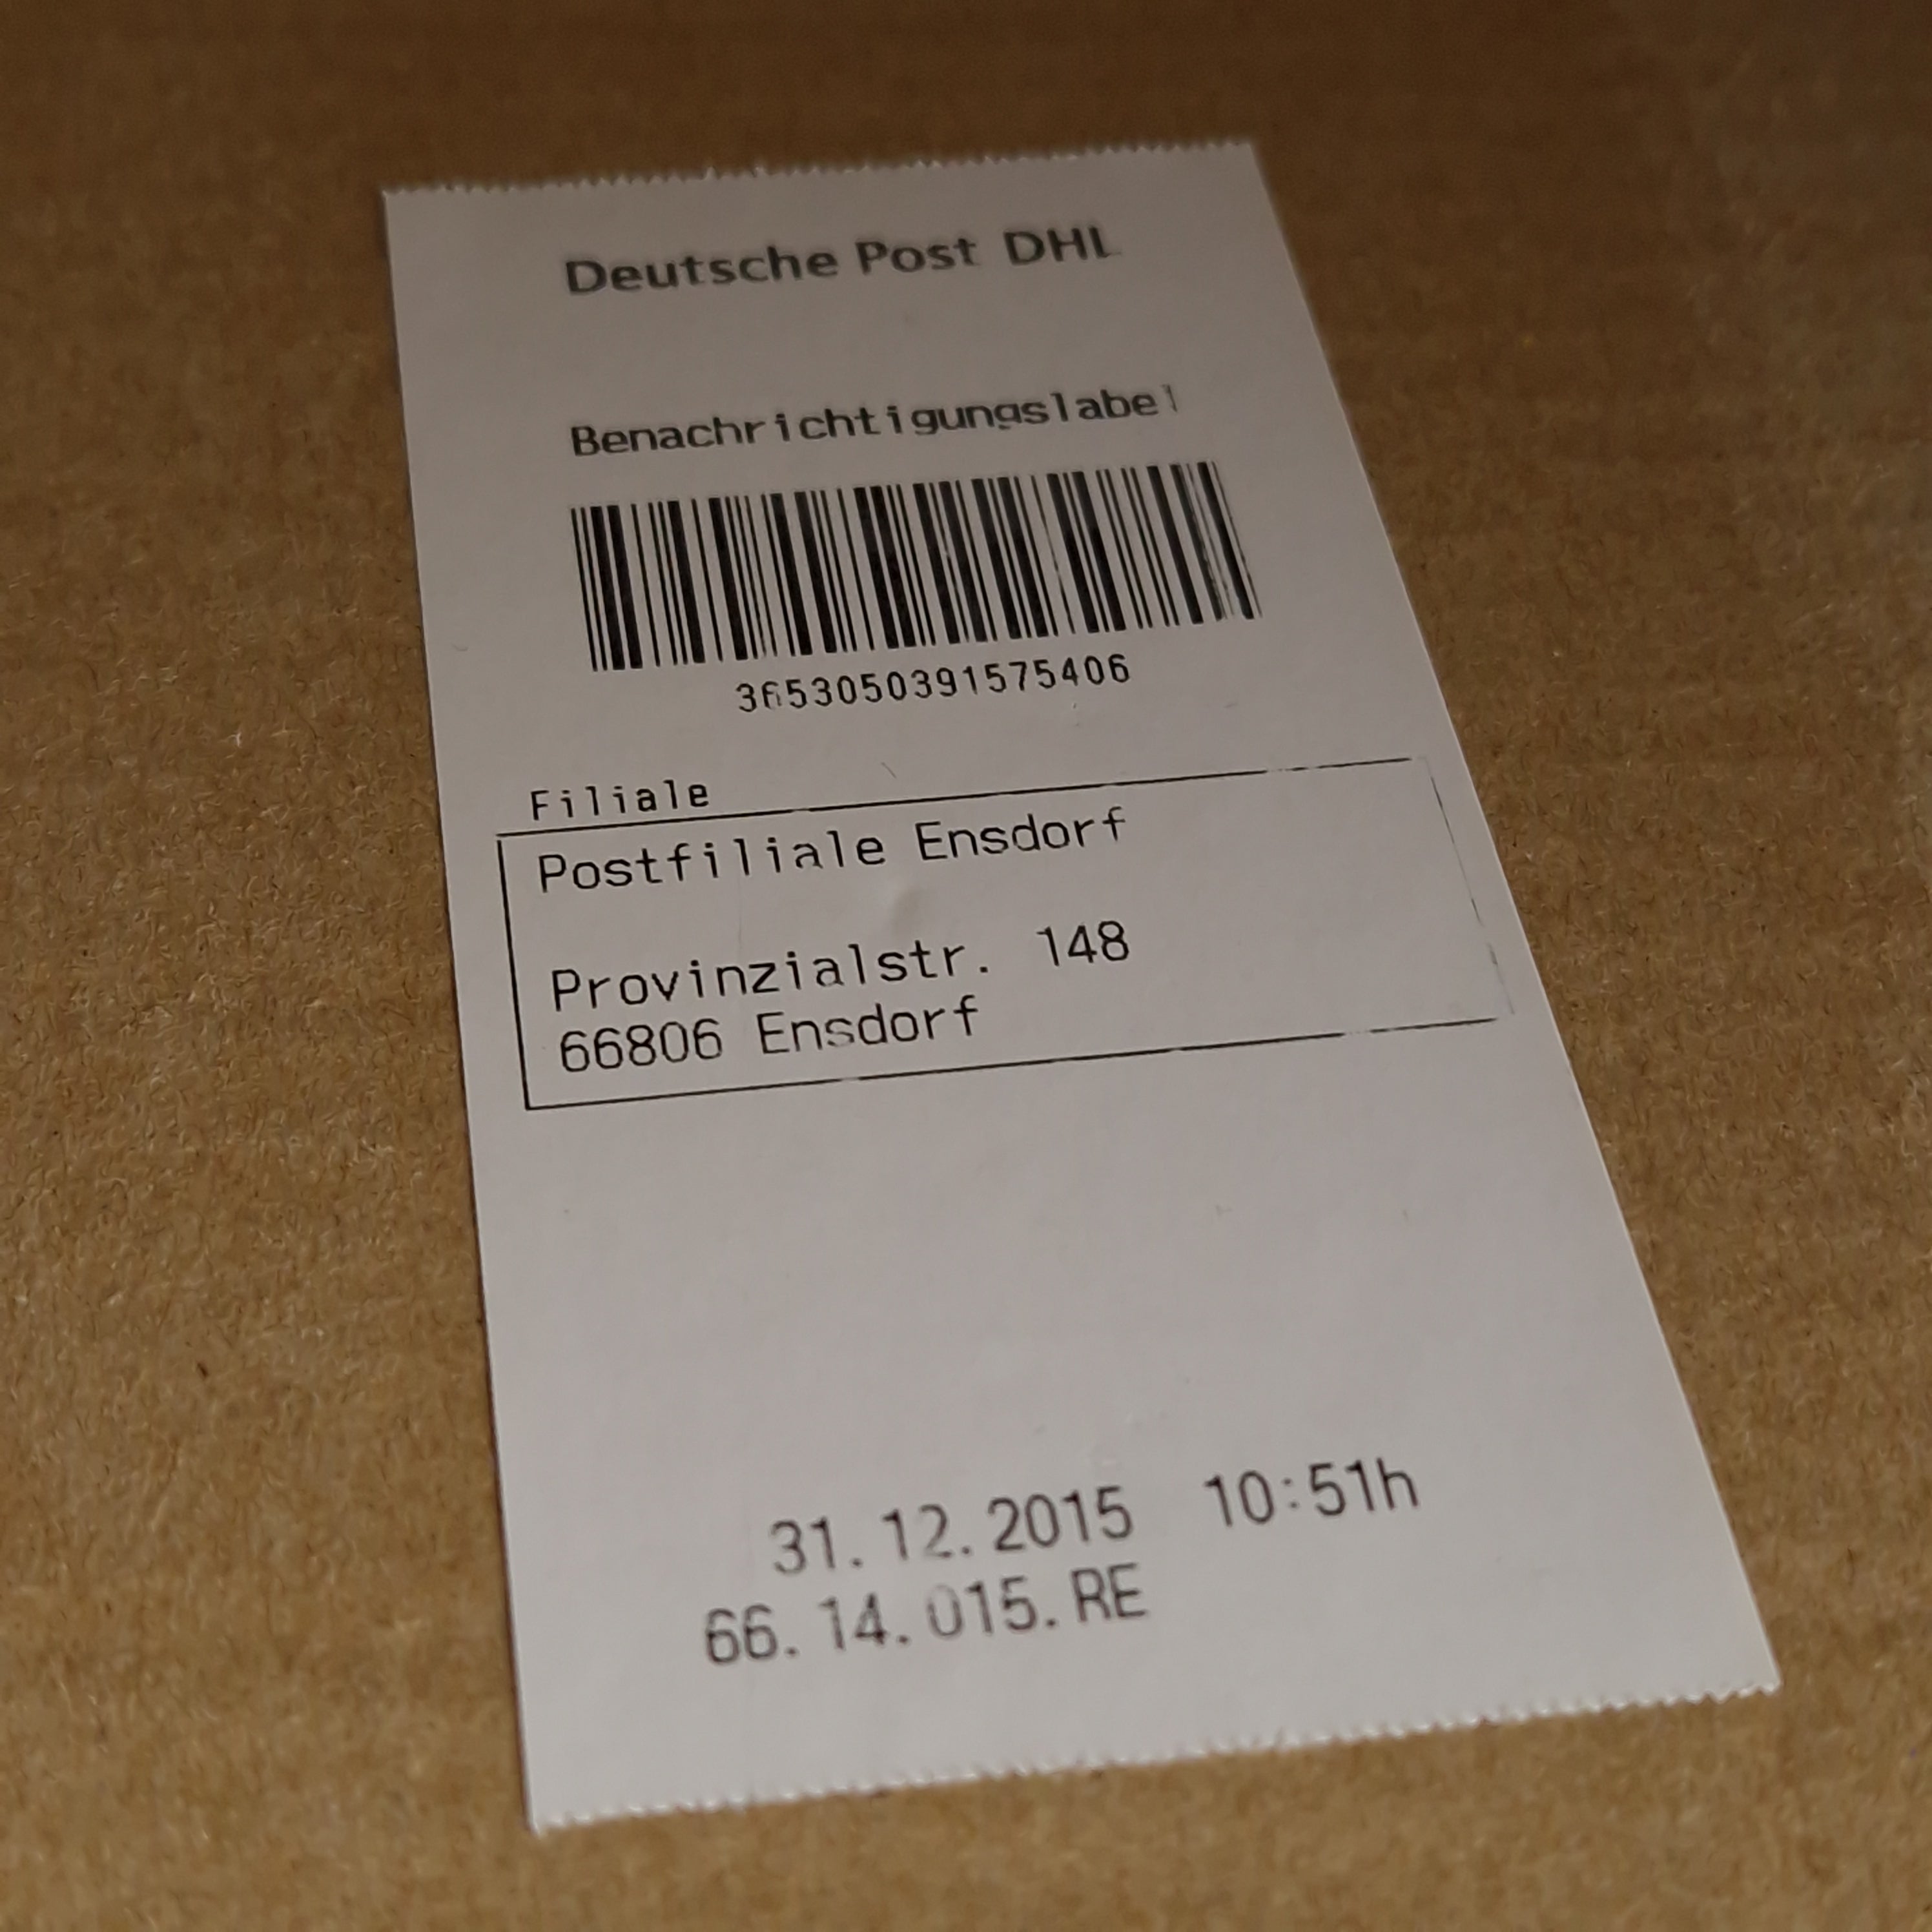 Deutsche Post DHL
Benachrichtigungslabel
3653050391575406
Filiale
Postfiliale Ensdorf
Provinzialstr. 148
66806 Ensdorf
31.12.2015 10:51h
66.14.015.RE